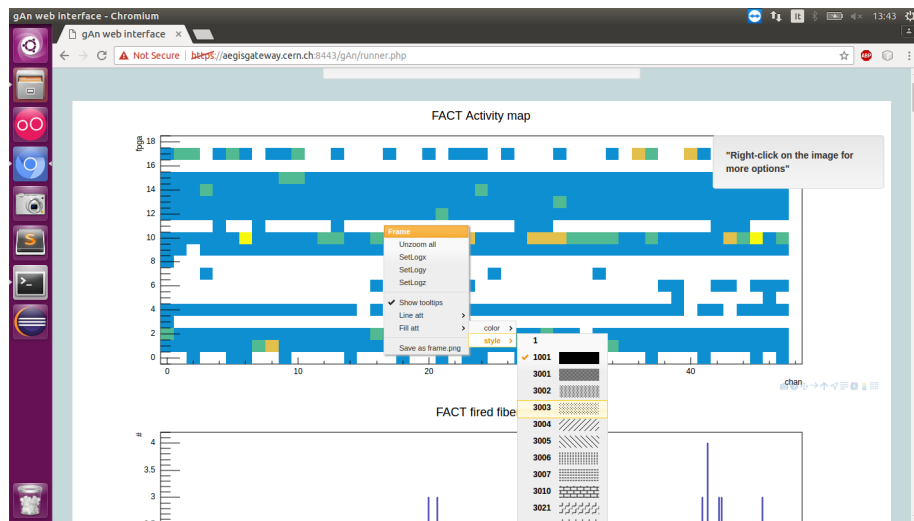 gAn web interface - Chromium
It
13:43
gAn web interface
Not Secure
https://aegisgateway.cern.ch:8443/gAn/runner.php
ABP
FACT Activity map
fpga
18
16
14
12
10
8
6
4
2
0
0
10
20
40
chan
"Right-click on the image for
more options"
Frame
Unzoom all
SetLogx
SetLogy
SetLogz
Show tooltips
Line att
Fill att
Save as frame.png
color
style
1
1001
3001
3002
3003
3004
3005
3006
3007
3010
3021
FACT fired fibe
#
4
3.5
3